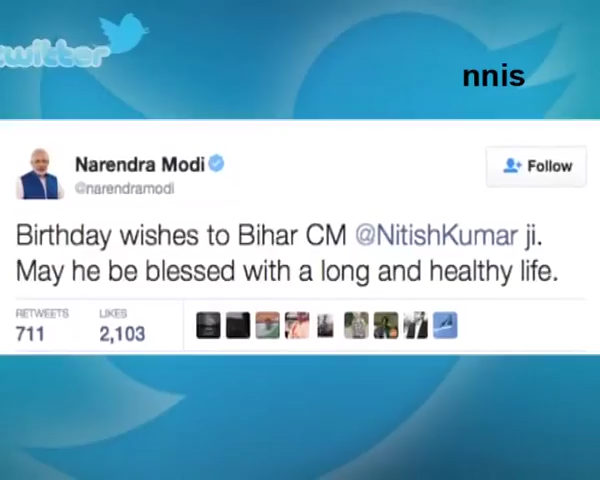 twitter
nnis
Narendra Modi
@narendramodi
Follow
Birthday wishes to Bihar CM @NitishKumar ji.
May he be blessed with a long and healthy life.
RETWEETS LIKES
711 2,103